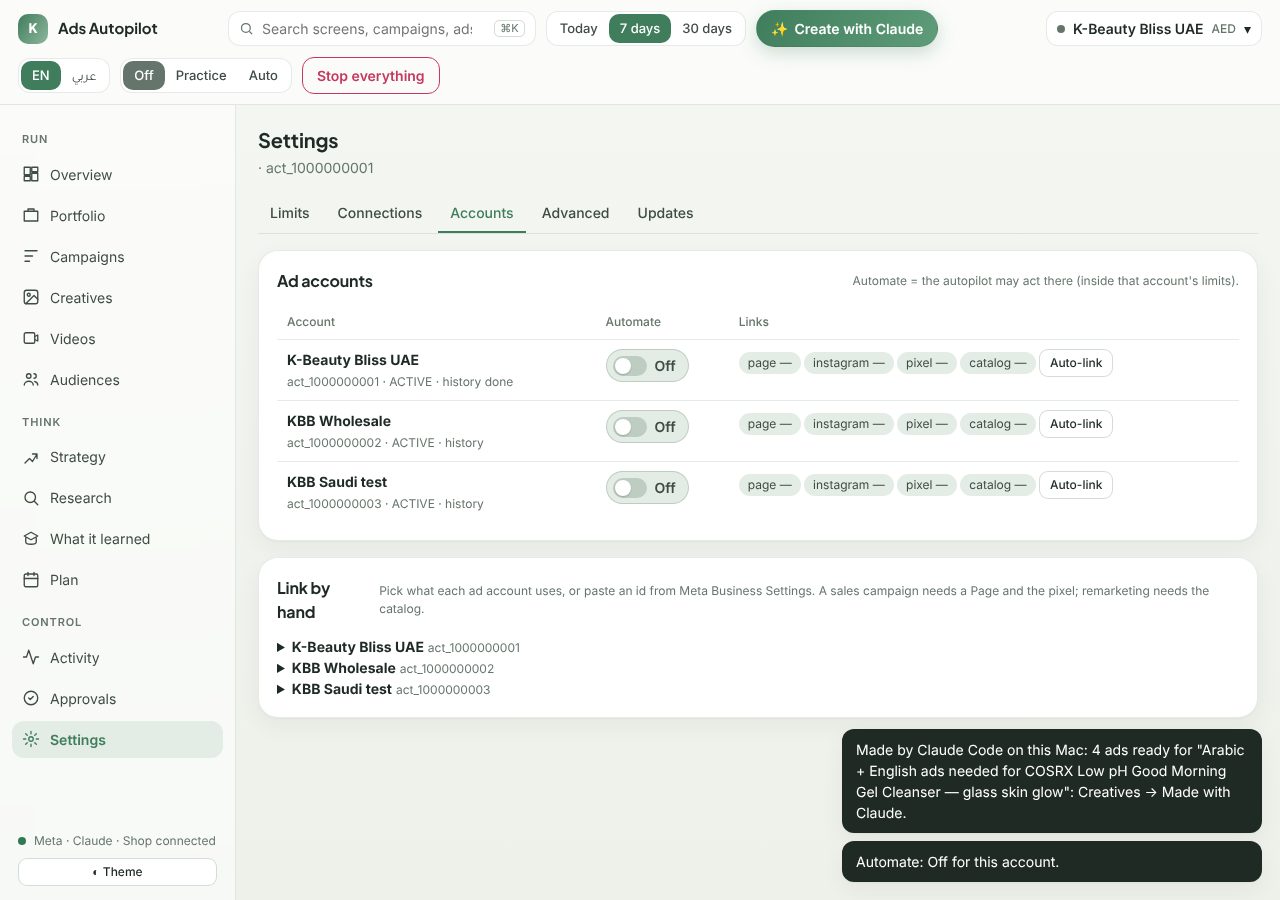 K Ads Autopilot
Search screens, campaigns, ads ⌘K
Today 7 days 30 days
✨ Create with Claude
K-Beauty Bliss UAE AED ▾
EN عربي
Off Practice Auto
Stop everything
RUN
Overview
Portfolio
Campaigns
Creatives
Videos
Audiences
THINK
Strategy
Research
What it learned
Plan
CONTROL
Activity
Approvals
Settings
Meta · Claude · Shop connected
Theme
Settings
· act_1000000001
Limits Connections Accounts Advanced Updates
Ad accounts
Automate = the autopilot may act there (inside that account's limits).
Account Automate Links
K-Beauty Bliss UAE
act_1000000001 · ACTIVE · history done
Off
page — instagram — pixel — catalog — Auto-link
KBB Wholesale
act_1000000002 · ACTIVE · history
Off
page — instagram — pixel — catalog — Auto-link
KBB Saudi test
act_1000000003 · ACTIVE · history
Off
page — instagram — pixel — catalog — Auto-link
Link by
hand
Pick what each ad account uses, or paste an id from Meta Business Settings. A sales campaign needs a Page and the pixel; remarketing needs the
catalog.
▶ K-Beauty Bliss UAE act_1000000001
▶ KBB Wholesale act_1000000002
▶ KBB Saudi test act_1000000003
Made by Claude Code on this Mac: 4 ads ready for "Arabic
+ English ads needed for COSRX Low pH Good Morning
Gel Cleanser — glass skin glow": Creatives → Made with
Claude.
Automate: Off for this account.